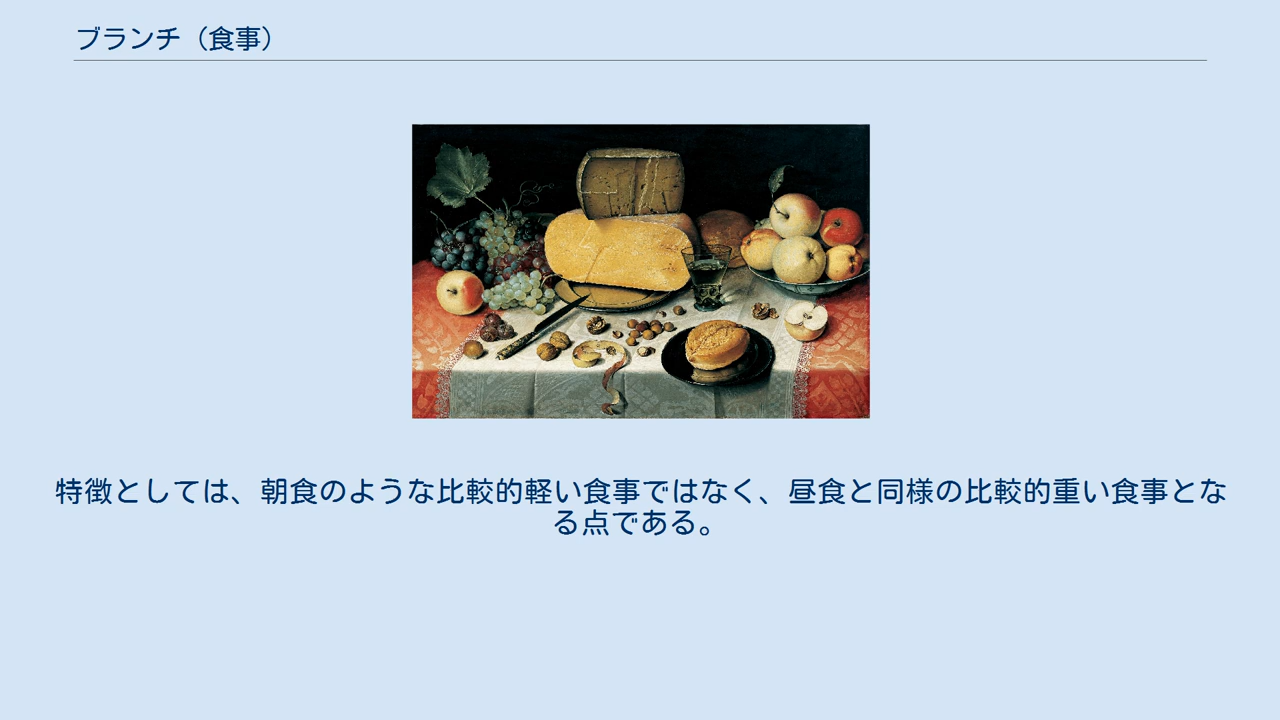 ブランチ（食事）
特徴としては、朝食のような比較的軽い食事ではなく、昼食と同様の比較的重い食事とな
る点である。